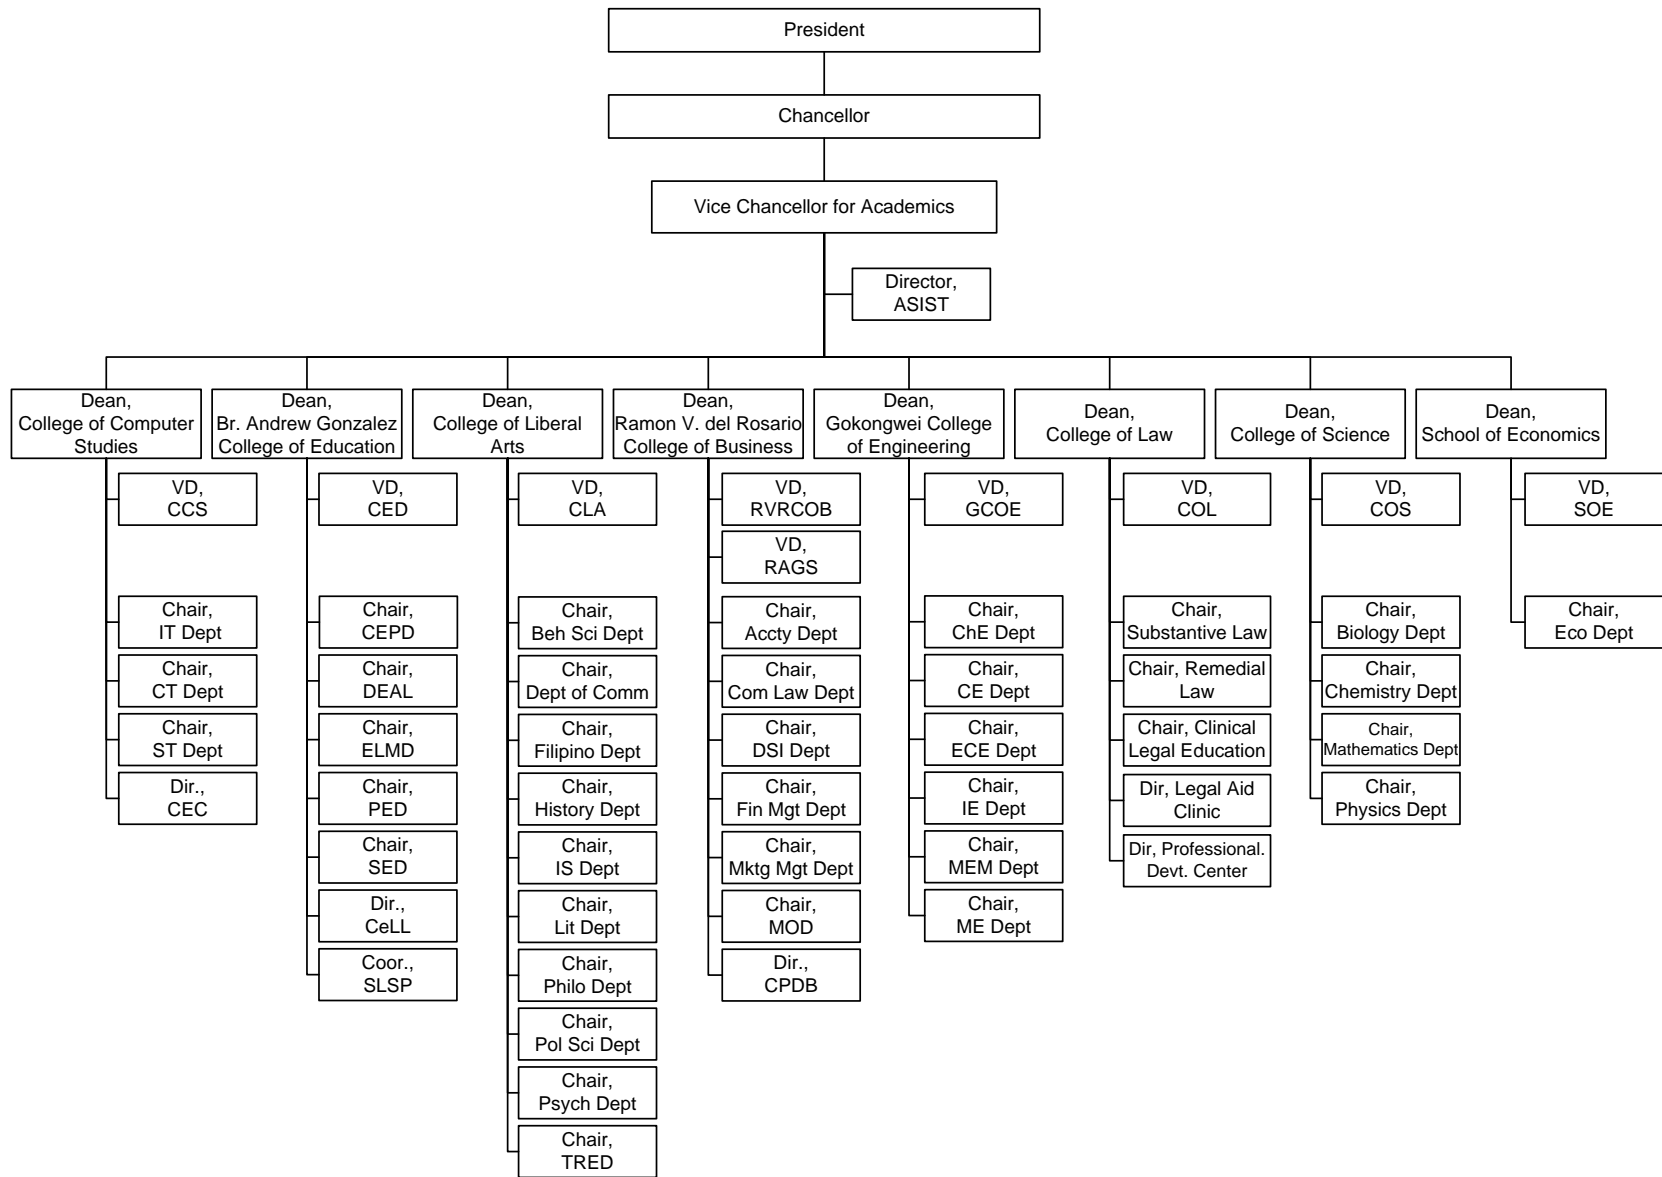 President
Chancellor
Vice Chancellor for Academics
Director,
ASIST
Dean,
College of Computer
Studies
Dean,
Br. Andrew Gonzalez
College of Education
Dean,
College of Liberal
Arts
Dean,
Ramon V. del Rosario
College of Business
Dean,
Gokongwei College
of Engineering
Dean,
College of Law
Dean,
College of Science
Dean,
School of Economics
VD,
CCS
VD,
CED
VD,
CLA
VD,
RVRCOB
VD,
GCOE
VD,
COL
VD,
COS
VD,
SOE
VD,
RAGS
Chair,
IT Dept
Chair,
CEPD
Chair,
Beh Sci Dept
Chair,
Accty Dept
Chair,
ChE Dept
Chair,
Substantive Law
Chair,
Biology Dept
Chair,
Eco Dept
Chair,
CT Dept
Chair,
DEAL
Chair,
Dept of Comm
Chair,
Com Law Dept
Chair,
CE Dept
Chair, Remedial
Law
Chair,
Chemistry Dept
Chair,
ST Dept
Chair,
ELMD
Chair,
Filipino Dept
Chair,
DSI Dept
Chair,
ECE Dept
Chair, Clinical
Legal Education
Chair,
Mathematics Dept
Dir.,
CEC
Chair,
PED
Chair,
History Dept
Chair,
Fin Mgt Dept
Chair,
IE Dept
Dir, Legal Aid
Clinic
Chair,
Physics Dept
Chair,
SED
Chair,
IS Dept
Chair,
Mktg Mgt Dept
Chair,
MEM Dept
Dir, Professional.
Devt. Center
Dir.,
CeLL
Chair,
Lit Dept
Chair,
MOD
Chair,
ME Dept
Coor.,
SLSP
Chair,
Philo Dept
Dir.,
CPDB
Chair,
Pol Sci Dept
Chair,
Psych Dept
Chair,
TRED